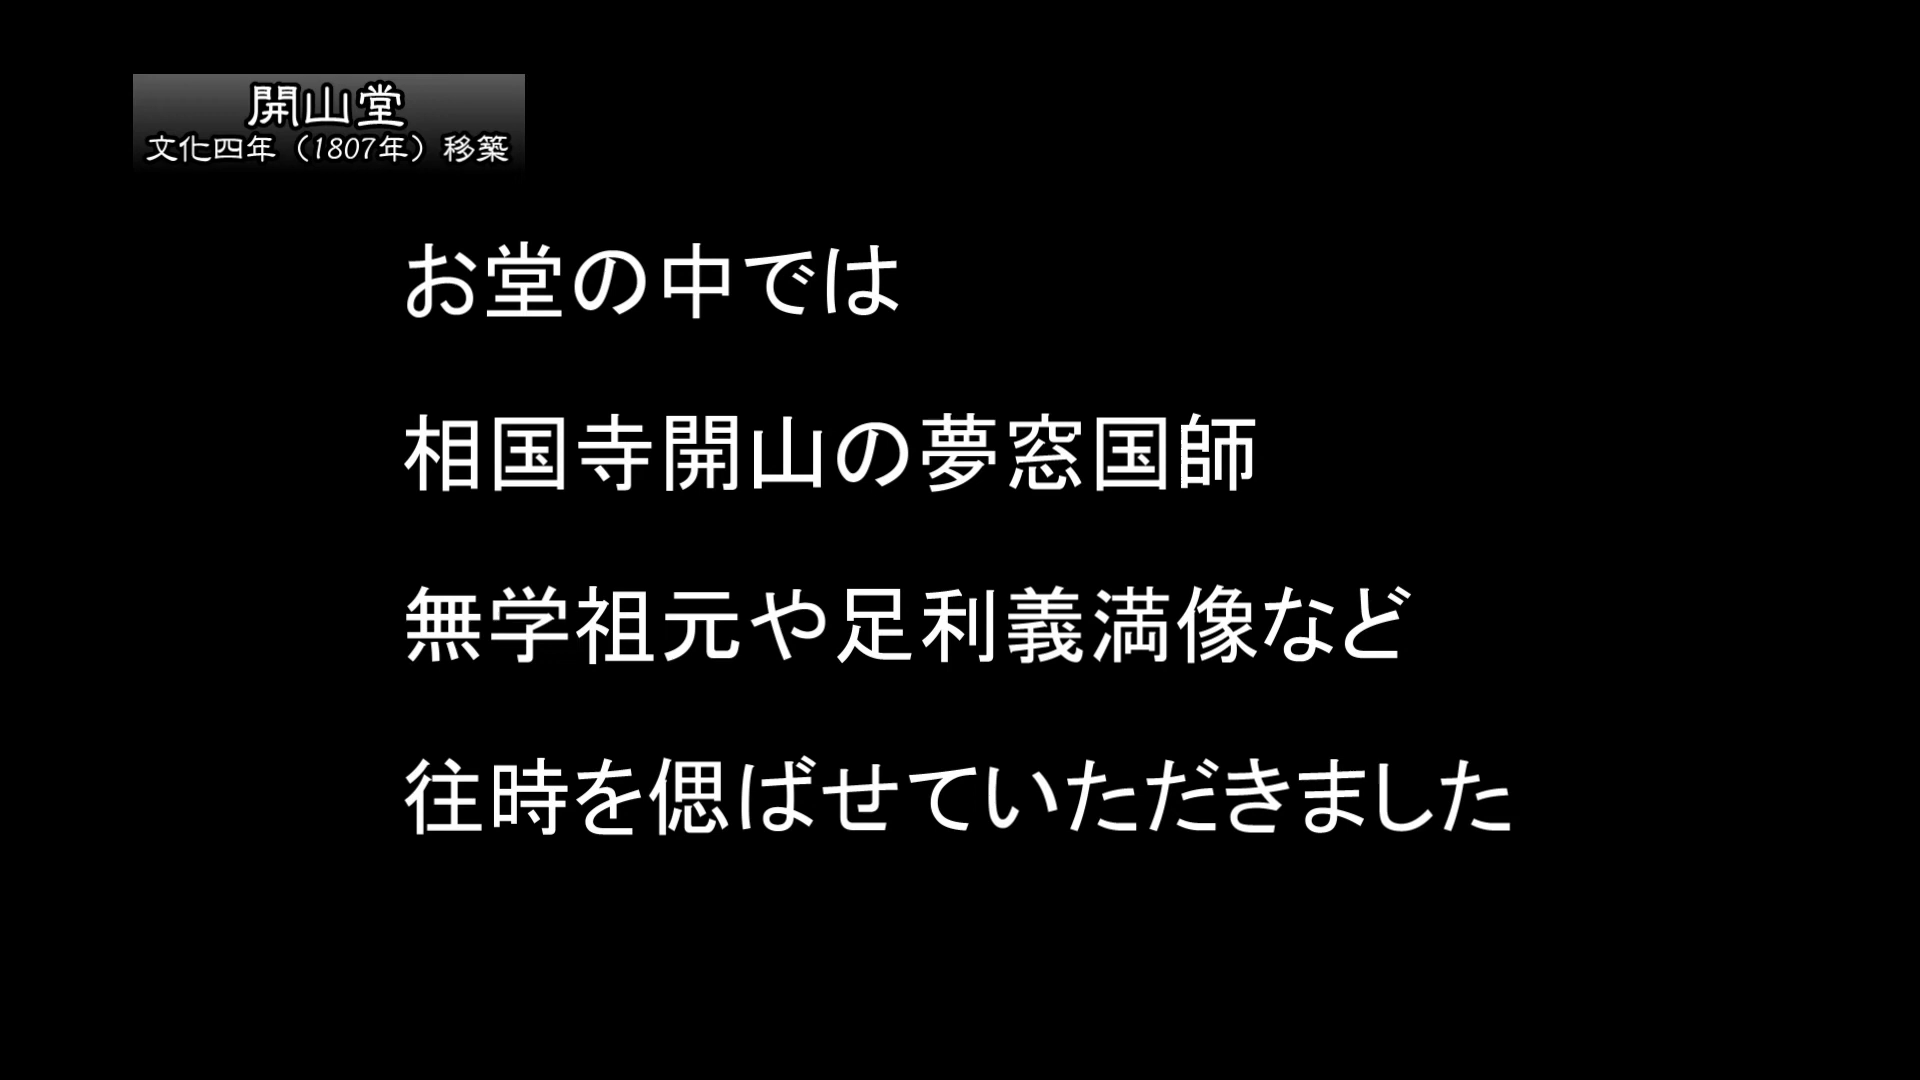 開山堂
文化四年（1807年）移築
お堂の中では
相国寺開山の夢窓国師
無学祖元や足利義満像など
往時を偲ばせていただきました